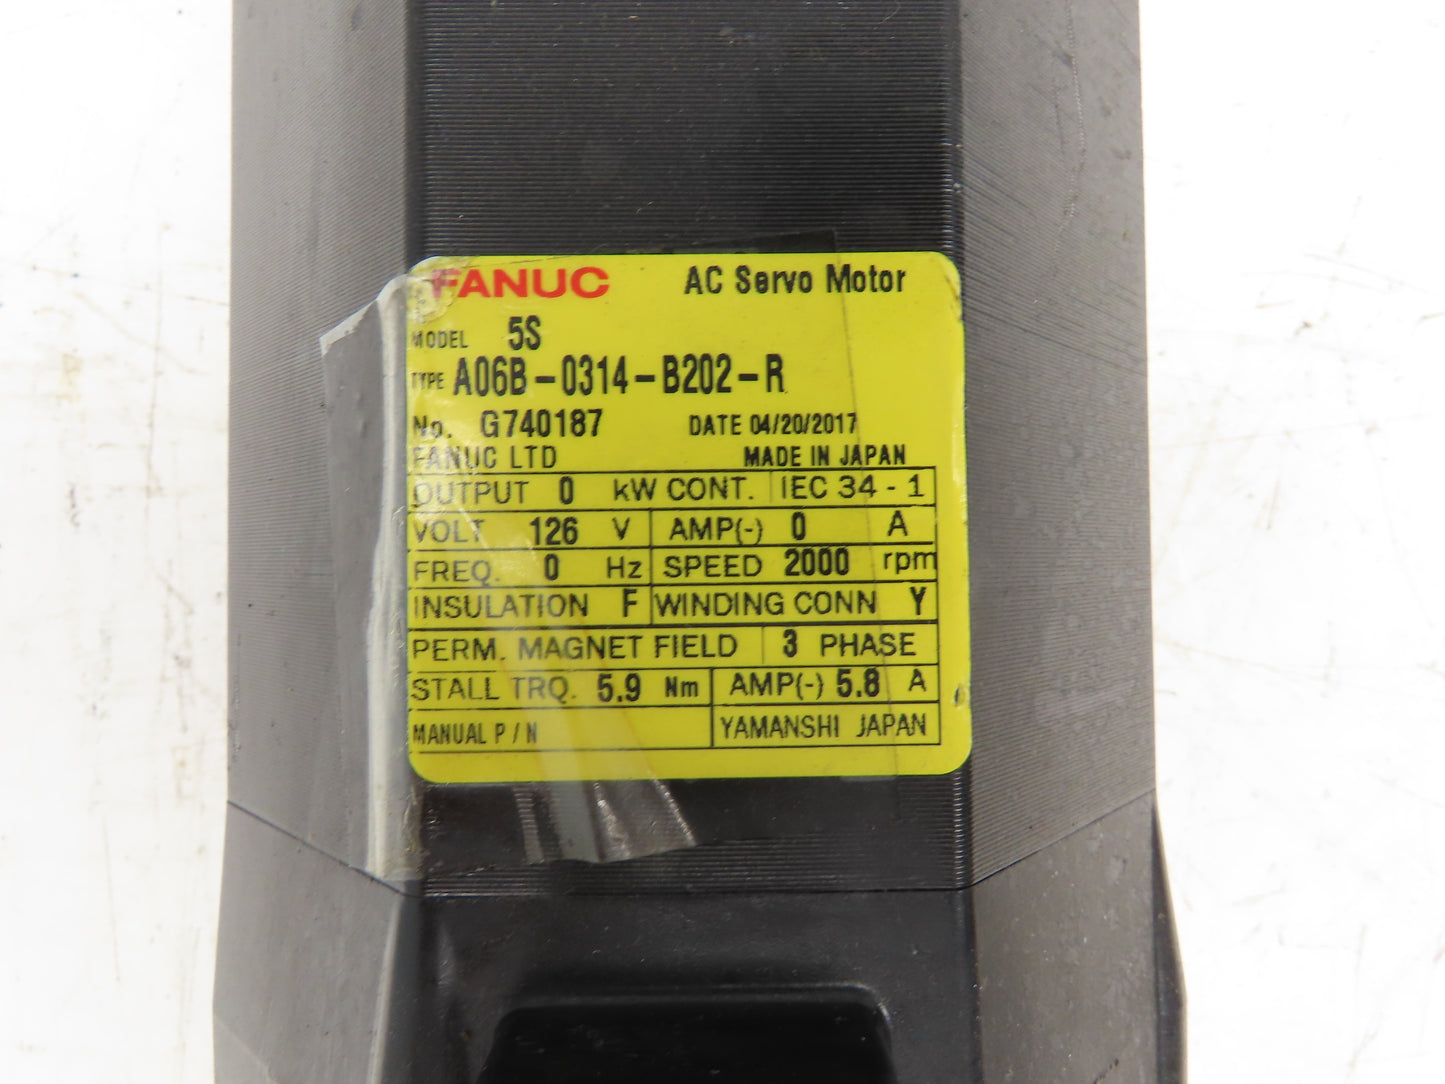 FANUC AC Servo Motor
MODEL 5S
TYPE A06B-0314-B202-R
No. G740187 DATE 04/20/2017
FANUC LTD MADE IN JAPAN
OUTPUT 0 kW CONT. IEC 34-1
VOLT 126 V AMP(~) 0 A
FREQ. 0 Hz SPEED 2000 rpm
INSULATION F WINDING CONN Y
PERM. MAGNET FIELD 3 PHASE
STALL TRQ. 5.9 Nm AMP(~) 5.8 A
MANUAL P/N YAMANSHI JAPAN